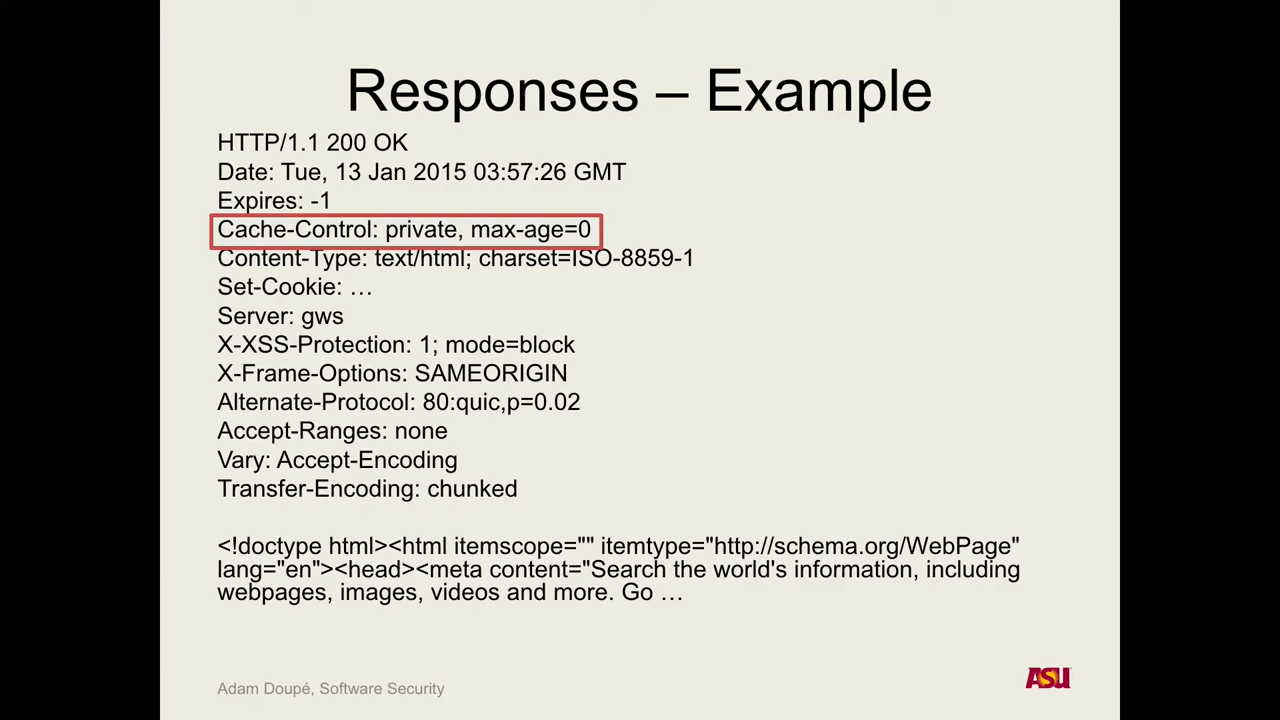 Responses – Example
HTTP/1.1 200 OK
Date: Tue, 13 Jan 2015 03:57:26 GMT
Expires: -1
Cache-Control: private, max-age=0
Content-Type: text/html; charset=ISO-8859-1
Set-Cookie: …
Server: gws
X-XSS-Protection: 1; mode=block
X-Frame-Options: SAMEORIGIN
Alternate-Protocol: 80:quic,p=0.02
Accept-Ranges: none
Vary: Accept-Encoding
Transfer-Encoding: chunked
<!doctype html><html itemscope="" itemtype="http://schema.org/WebPage"
lang="en"><head><meta content="Search the world's information, including
webpages, images, videos and more. Go …
Adam Doupé, Software Security
ASU